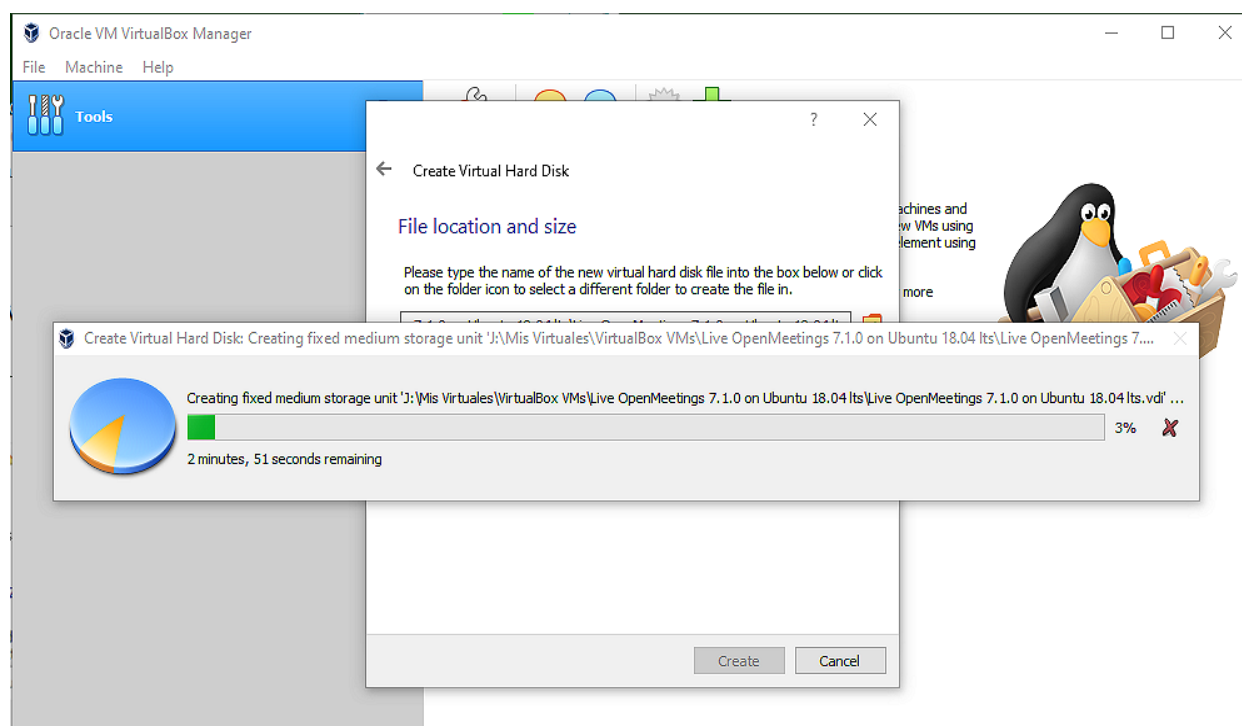 Oracle VM VirtualBox Manager
File Machine Help
Tools
?
Create Virtual Hard Disk
File location and size
achines and
ew VMs using
lement using
Please type the name of the new virtual hard disk file into the box below or click
on the folder icon to select a different folder to create the file in.
more
Create Virtual Hard Disk: Creating fixed medium storage unit 'J:\Mis Virtuales\VirtualBox VMs\Live OpenMeetings 7.1.0 on Ubuntu 18.04 lts\Live OpenMeetings 7....
Creating fixed medium storage unit 'J:\Mis Virtuales\VirtualBox VMs\Live OpenMeetings 7.1.0 on Ubuntu 18.04 lts\Live OpenMeetings 7.1.0 on Ubuntu 18.04 lts.vdi' ...
3%
2 minutes, 51 seconds remaining
Create Cancel